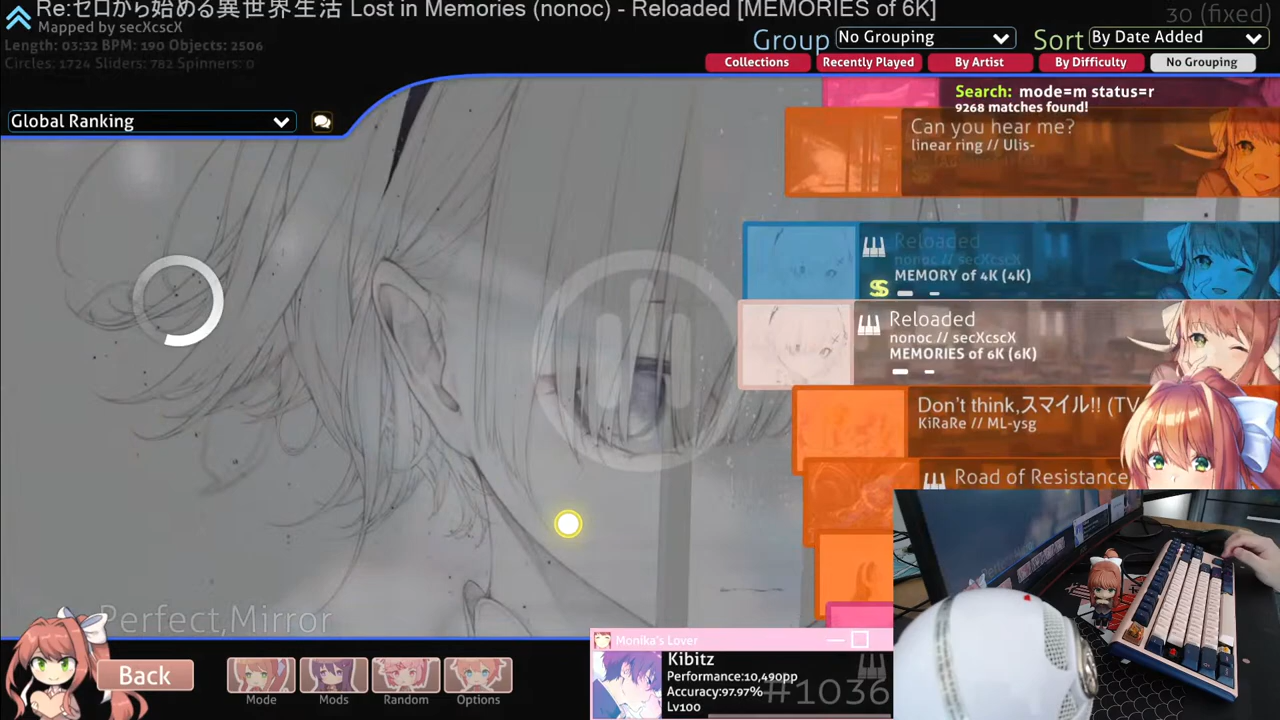 Re:ゼロから始める異世界生活 Lost in Memories (nonoc) - Reloaded [MEMORIES of 6K]
Mapped by secXcscX
Length: 03:32 BPM: 190 Objects: 2506
Circles: 1724 Sliders: 782 Spinners: 0
30 (fixed)
Group No Grouping
Sort By Date Added
Collections
Recently Played
By Artist
By Difficulty
No Grouping
Global Ranking
Search: mode=m status=r
9268 matches found!
Can you hear me?
linear ring // Ulis-
Reloaded
nonoc // secXcscX
MEMORY of 4K (4K)
Reloaded
nonoc // secXcscX
MEMORIES of 6K (6K)
Don't think,スマイル!! (TV
KiRaRe // ML-ysg
Road of Resistance
Perfect,Mirror
Back
Mode
Mods
Random
Options
Monika's Lover
Kibitz
Performance:10,490pp
Accuracy:97.97%
Lv100
#1036